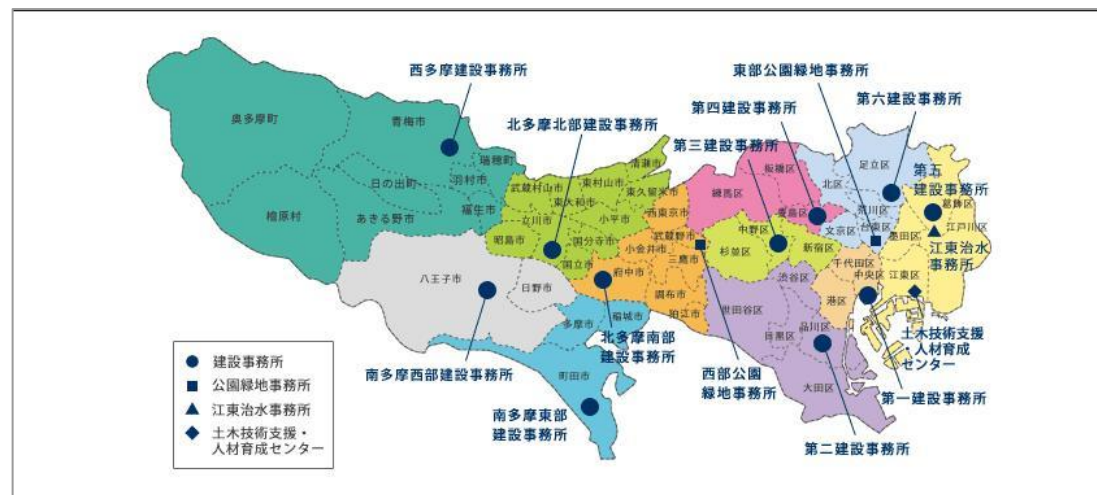 西多摩建設事務所
東部公園緑地事務所
第四建設事務所
第六建設事務所
北多摩北部建設事務所
第三建設事務所
奥多摩町
青梅市
瑞穂町
羽村市
日の出町
福生市
檜原村
あきる野市
清瀬市
武蔵村山市
東村山市
東大和市
東久留米市
立川市
小平市
西東京市
昭島市
国分寺市
小金井市
武蔵野市
国立市
府中市
三鷹市
調布市
狛江市
八王子市
日野市
多摩市
稲城市
町田市
板橋区
練馬区
豊島区
北区
足立区
荒川区
文京区
台東区
第五
建設事務所
葛飾区
江戸川区
墨田区
江東治水
事務所
中野区
杉並区
新宿区
千代田区
中央区
江東区
渋谷区
港区
世田谷区
目黒区
品川区
大田区
土木技術支援
・人材育成
センター
北多摩南部
建設事務所
西部公園
緑地事務所
第一建設事務所
南多摩西部建設事務所
南多摩東部
建設事務所
第二建設事務所
建設事務所
公園緑地事務所
江東治水事務所
土木技術支援・
人材育成センター